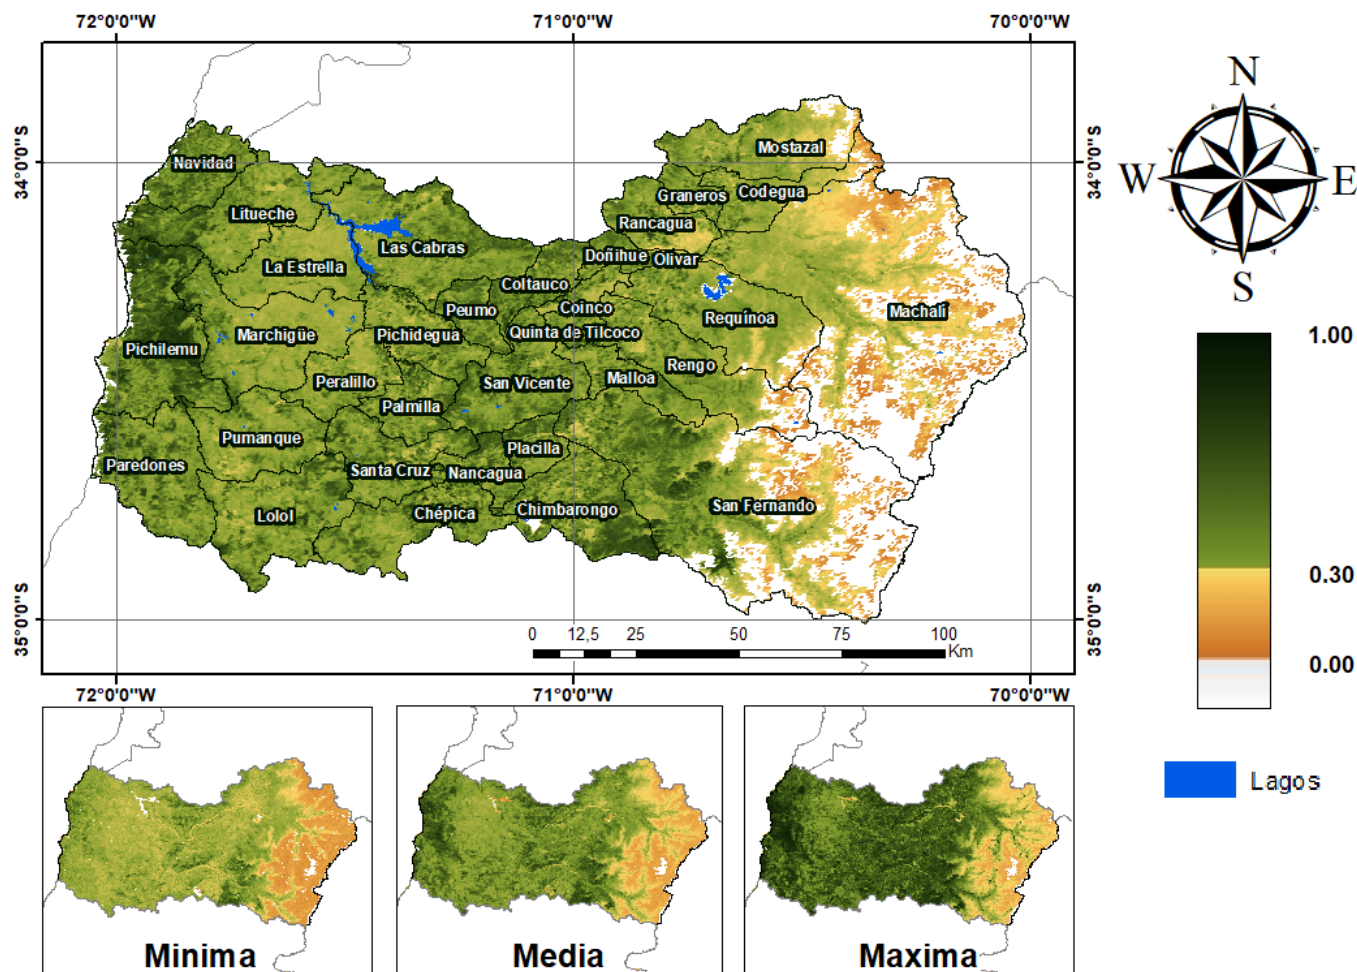 72°0'0"W
71°0'0"W
70°0'0"W
N
34°0'0"S
34°0'0"S
Mostazal
Navidad
W
E
Graneros
Codegua
Litueche
Rancagua
Las Cabras
Doñihue
Olivar
La Estrella
S
Coltauco
Peumo
Coinco
Machalí
Requínoa
Marchigüe
Pichidegua
Quinta de Tilcoco
1.00
Pichilemu
Rengo
Peralillo
San Vicente
Malloa
Palmilla
Pumanque
Placilla
Paredones
Santa Cruz
Nancagua
San Fernando
Lolol
Chépica
Chimbarongo
0.30
35°0'0"S
35°0'0"S
0
12,5
25
50
75
100
Km
0.00
72°0'0"W
71°0'0"W
70°0'0"W
Lagos
Minima
Media
Maxima